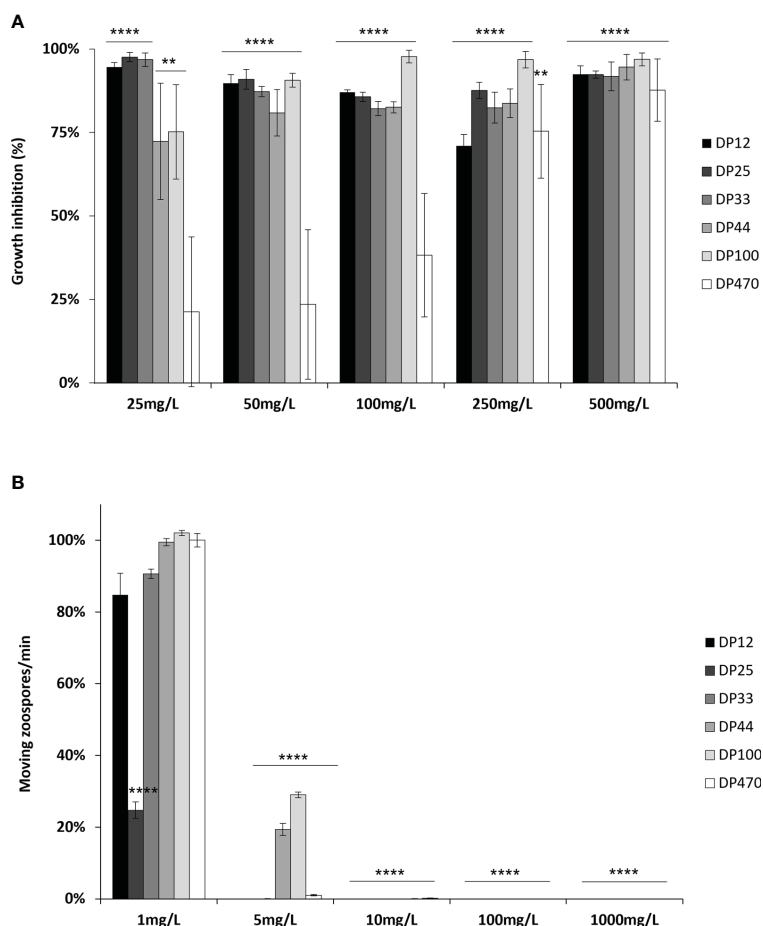 A
**** ** **** **** **** ** ****
100%
75%
50%
25%
0%
Growth inhibition (%)
25mg/L 50mg/L 100mg/L 250mg/L 500mg/L
DP12
DP25
DP33
DP44
DP100
DP470
B
100%
80%
60%
40%
20%
0%
Moving zoospores/min
**** **** **** **** ****
1mg/L 5mg/L 10mg/L 100mg/L 1000mg/L
DP12
DP25
DP33
DP44
DP100
DP470